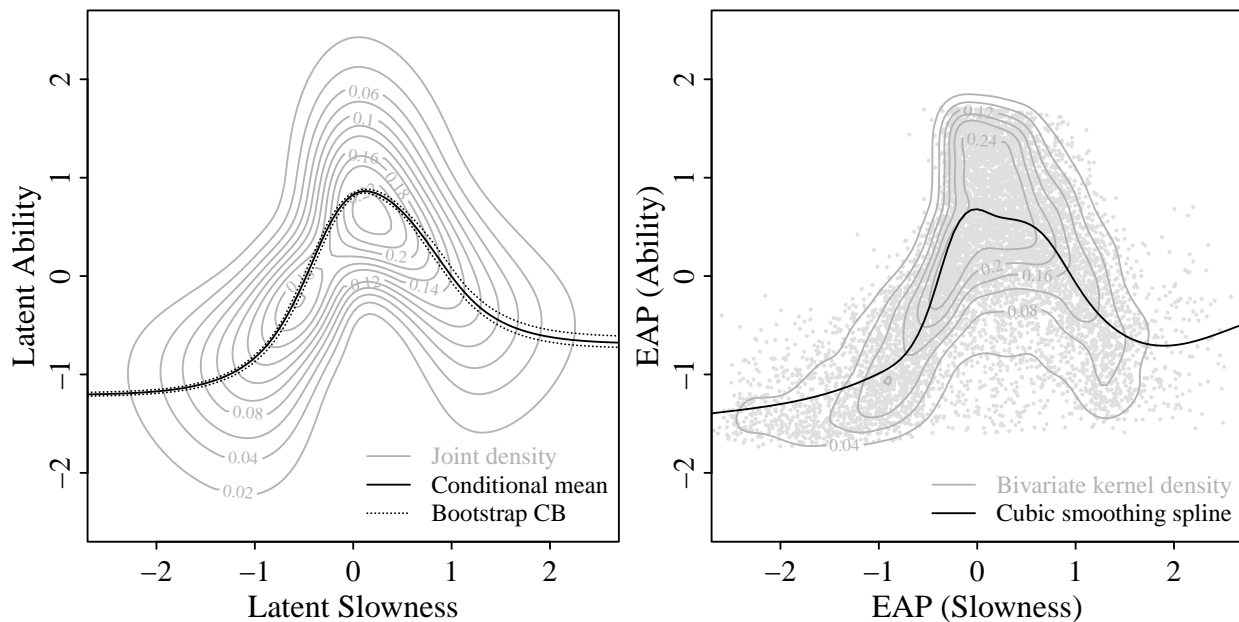 Latent Ability
2
1
0
−1
−2
0.06
0.1
0.16
0.18
0.2
0.2
0.12
0.14
0.08
0.04
0.02
Joint density
Conditional mean
Bootstrap CB
−2 −1 0 1 2
Latent Slowness
EAP (Ability)
2
1
0
−1
−2
0.12
0.24
0.2
0.16
0.08
0.04
Bivariate kernel density
Cubic smoothing spline
−2 −1 0 1 2
EAP (Slowness)